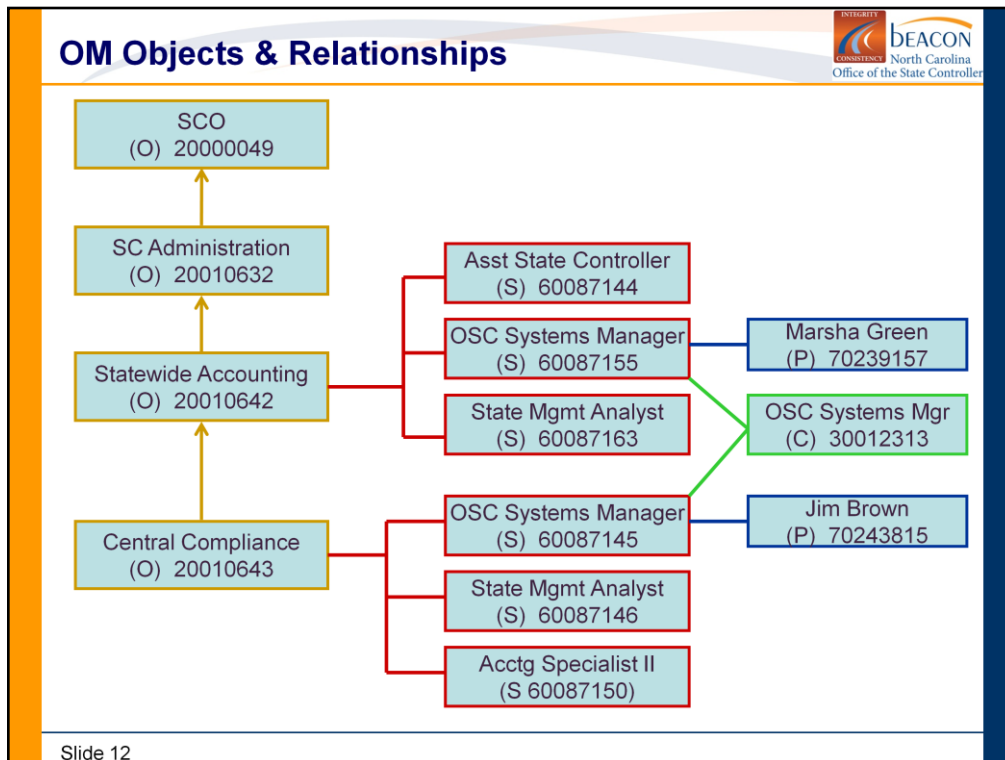 OM Objects & Relationships
INTEGRITY
CONSISTENCY
bEACON
North Carolina
Office of the State Controller
SCO
(O) 20000049
SC Administration
(O) 20010632
Statewide Accounting
(O) 20010642
Central Compliance
(O) 20010643
Asst State Controller
(S) 60087144
OSC Systems Manager
(S) 60087155
State Mgmt Analyst
(S) 60087163
OSC Systems Manager
(S) 60087145
State Mgmt Analyst
(S) 60087146
Acctg Specialist II
(S 60087150)
Marsha Green
(P) 70239157
OSC Systems Mgr
(C) 30012313
Jim Brown
(P) 70243815
Slide 12